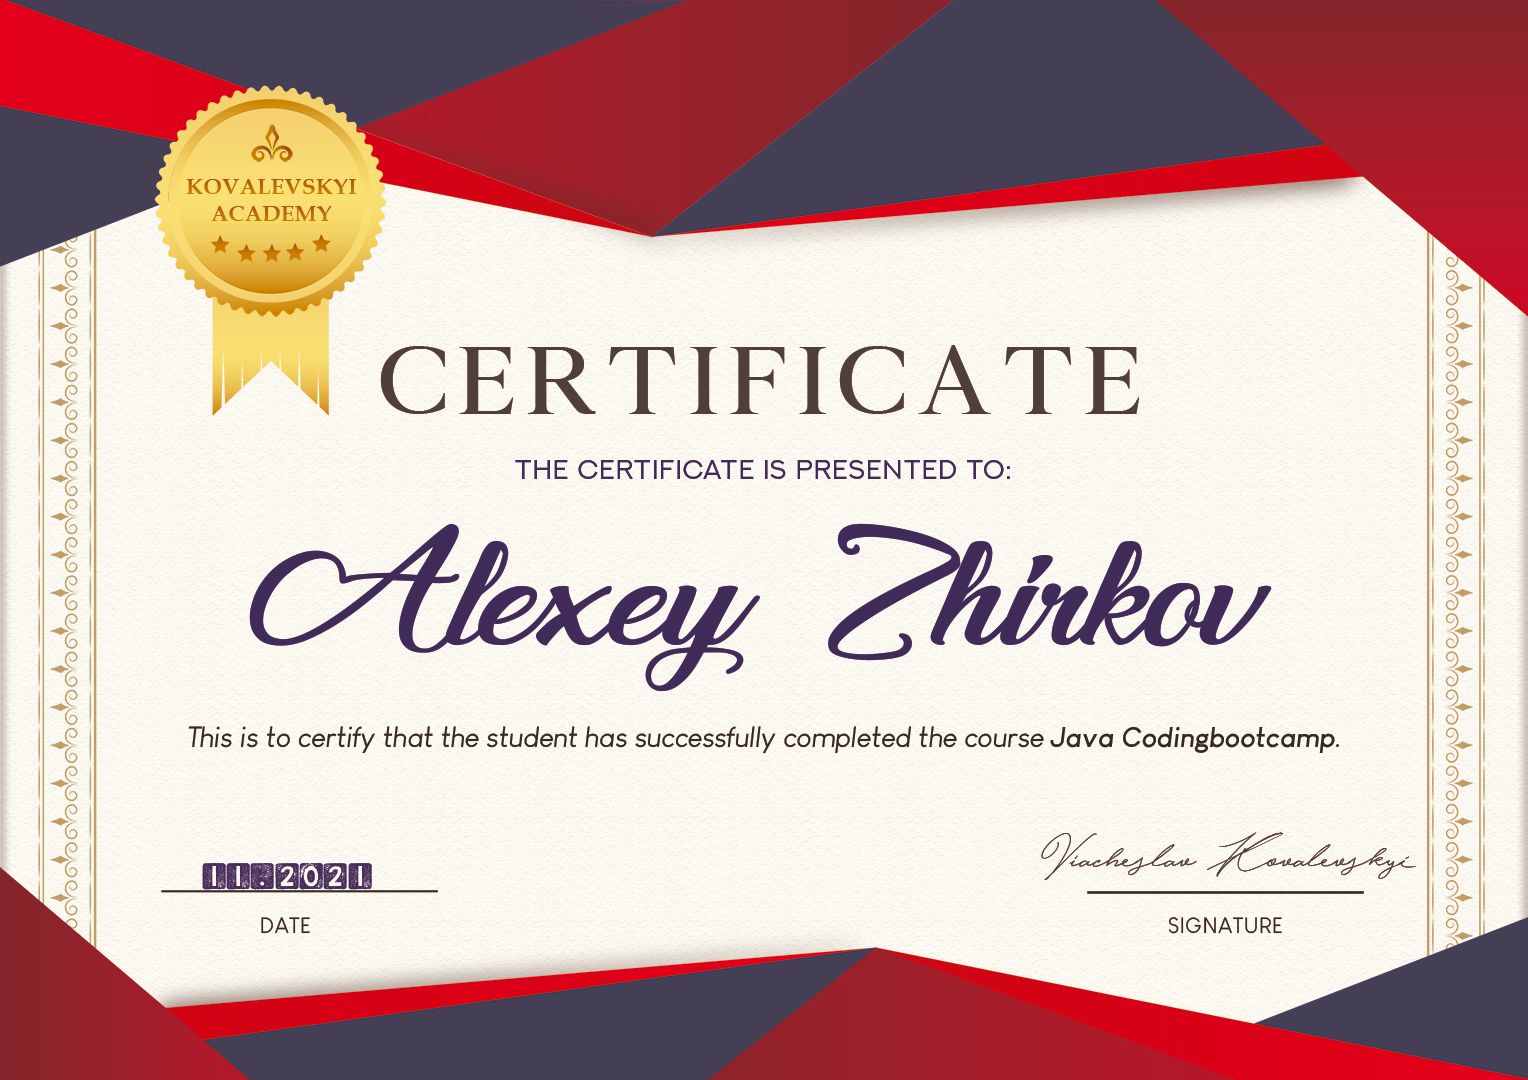 KOVALEVSKYI
ACADEMY
CERTIFICATE
THE CERTIFICATE IS PRESENTED TO:
Alexey Zhirkov
This is to certify that the student has successfully completed the course Java Codingbootcamp.
11.2021
Viacheslav Kovalevskyi
DATE
SIGNATURE